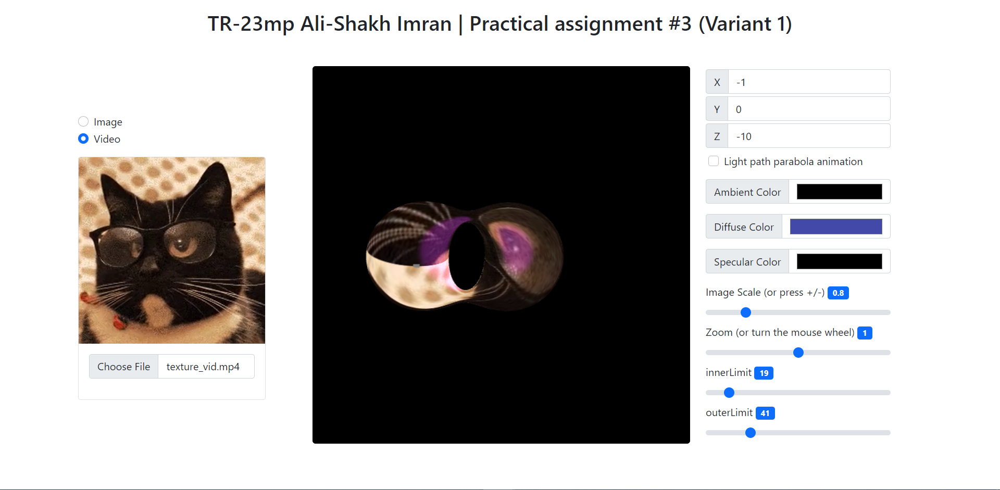 TR-23mp Ali-Shakh Imran | Practical assignment #3 (Variant 1)
Image
Video
Choose File texture_vid.mp4
X -1
Y 0
Z -10
Light path parabola animation
Ambient Color
Diffuse Color
Specular Color
Image Scale (or press +/-) 0.8
Zoom (or turn the mouse wheel) 1
innerLimit 19
outerLimit 41